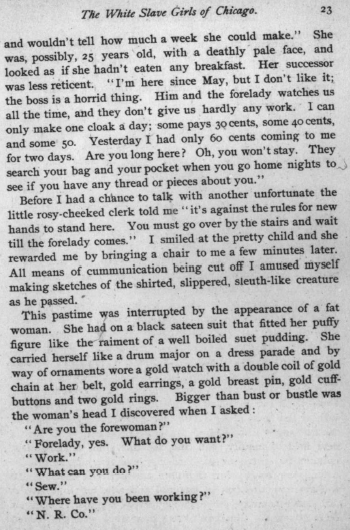 The White Slave Girls of Chicago. 23
and wouldn't tell how much a week she could make." She
was, possibly, 25 years old, with a deathly pale face, and
looked as if she hadn't eaten any breakfast. Her successor
was less reticent. "I'm here since May, but I don't like it;
the boss is a horrid thing. Him and the forelady watches us
all the time, and they don't give us hardly any work. I can
only make one cloak a day; some pays 30 cents, some 40 cents,
and some 50. Yesterday I had only 60 cents coming to me
for two days. Are you long here? Oh, you won't stay. They
search your bag and your pocket when you go home nights to
see if you have any thread or pieces about you."
Before I had a chance to talk with another unfortunate the
little rosy-cheeked clerk told me "it's against the rules for new
hands to stand here. You must go over by the stairs and wait
till the forelady comes." I smiled at the pretty child and she
rewarded me by bringing a chair to me a few minutes later.
All means of cummunication being cut off I amused myself
making sketches of the shirted, slippered, sleuth-like creature
as he passed.
This pastime was interrupted by the appearance of a fat
woman. She had on a black sateen suit that fitted her puffy
figure like the raiment of a well boiled suet pudding. She
carried herself like a drum major on a dress parade and by
way of ornaments wore a gold watch with a double coil of gold
chain at her belt, gold earrings, a gold breast pin, gold cuff-
buttons and two gold rings. Bigger than bust or bustle was
the woman's head I discovered when I asked:
"Are you the forewoman?"
"Forelady, yes. What do you want?"
"Work."
"What can you do?"
"Sew."
"Where have you been working?"
"N. R. Co."